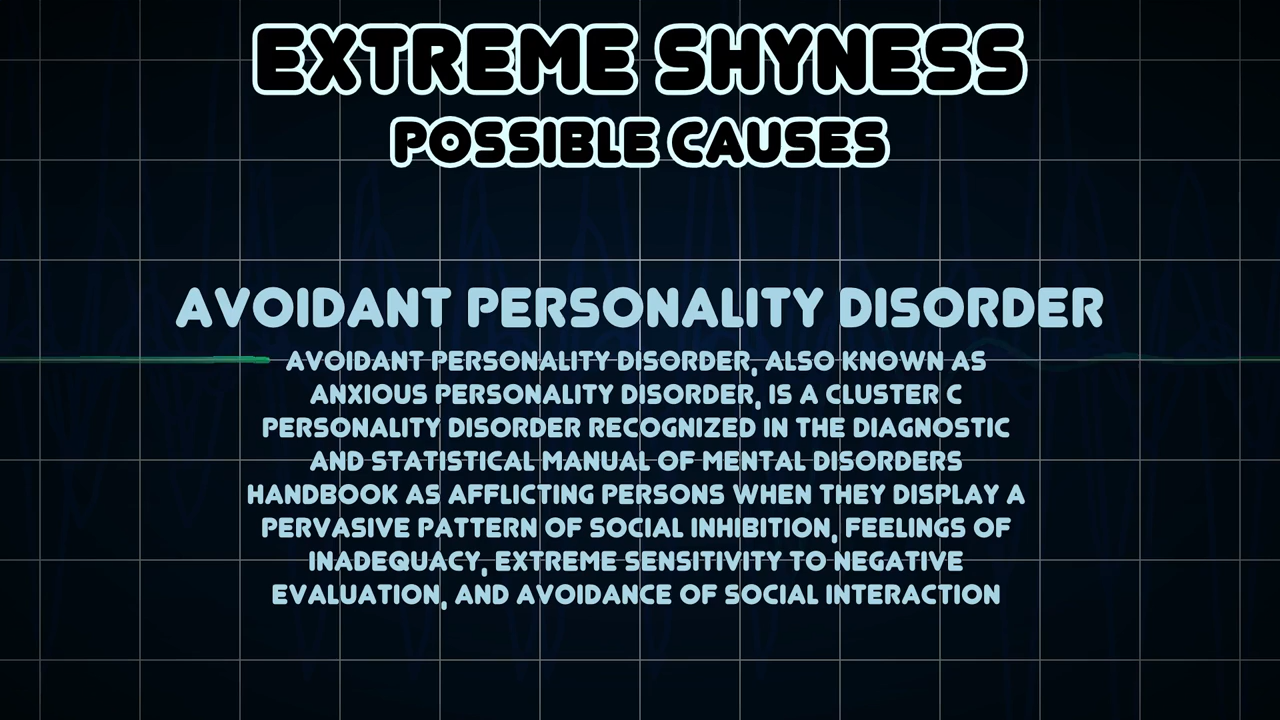 EXTREME SHYNESS
POSSIBLE CAUSES
AVOIDANT PERSONALITY DISORDER
AVOIDANT PERSONALITY DISORDER, ALSO KNOWN AS
ANXIOUS PERSONALITY DISORDER, IS A CLUSTER C
PERSONALITY DISORDER RECOGNIZED IN THE DIAGNOSTIC
AND STATISTICAL MANUAL OF MENTAL DISORDERS
HANDBOOK AS AFFLICTING PERSONS WHEN THEY DISPLAY A
PERVASIVE PATTERN OF SOCIAL INHIBITION, FEELINGS OF
INADEQUACY, EXTREME SENSITIVITY TO NEGATIVE
EVALUATION, AND AVOIDANCE OF SOCIAL INTERACTION